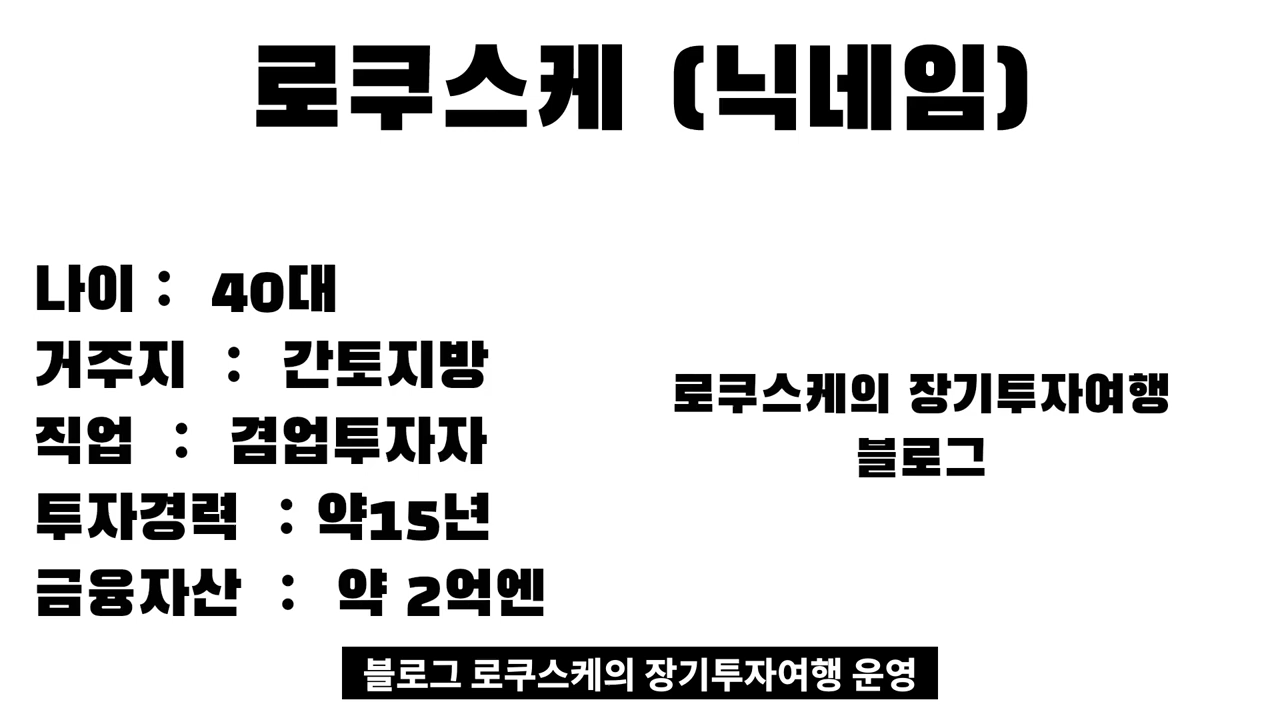 로쿠스케 (닉네임)
나이 : 40대
거주지 : 간토지방
직업 : 겸업투자자
투자경력 : 약15년
금융자산 : 약 2억엔
로쿠스케의 장기투자여행
블로그
블로그 로쿠스케의 장기투자여행 운영